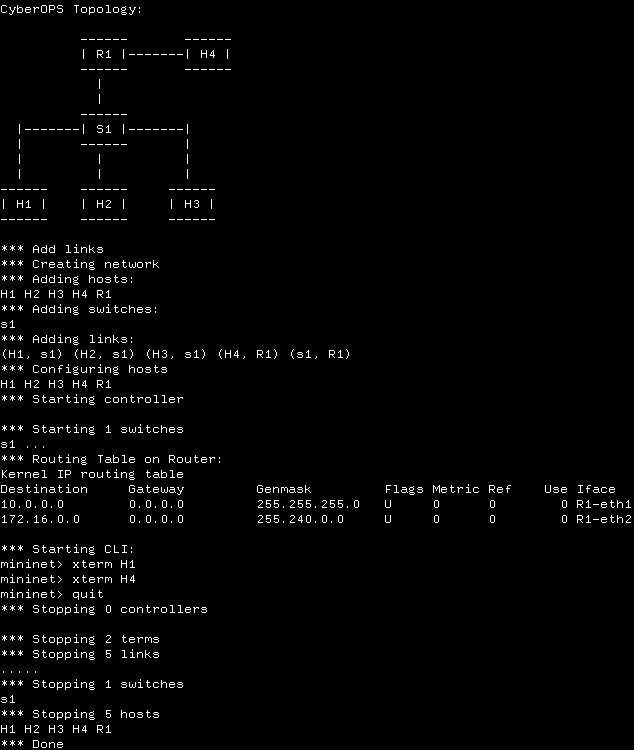 CyberOPS Topology:
| R1 |-------| H4 |
|-------| S1 |-------|
| H1 |    | H2 |     | H3 |
*** Add links
*** Creating network
*** Adding hosts:
H1 H2 H3 H4 R1
*** Adding switches:
s1
*** Adding links:
(H1, s1) (H2, s1) (H3, s1) (H4, R1) (s1, R1)
*** Configuring hosts
H1 H2 H3 H4 R1
*** Starting controller
*** Starting 1 switches
s1 ...
*** Routing Table on Router:
Kernel IP routing table
Destination     Gateway         Genmask         Flags Metric Ref    Use Iface
10.0.0.0        0.0.0.0         255.255.255.0   U     0      0        0 R1-eth1
172.16.0.0      0.0.0.0         255.240.0.0     U     0      0        0 R1-eth2
*** Starting CLI:
mininet> xterm H1
mininet> xterm H4
mininet> quit
*** Stopping 0 controllers
*** Stopping 2 terms
*** Stopping 5 links
.....
*** Stopping 1 switches
s1
*** Stopping 5 hosts
H1 H2 H3 H4 R1
*** Done